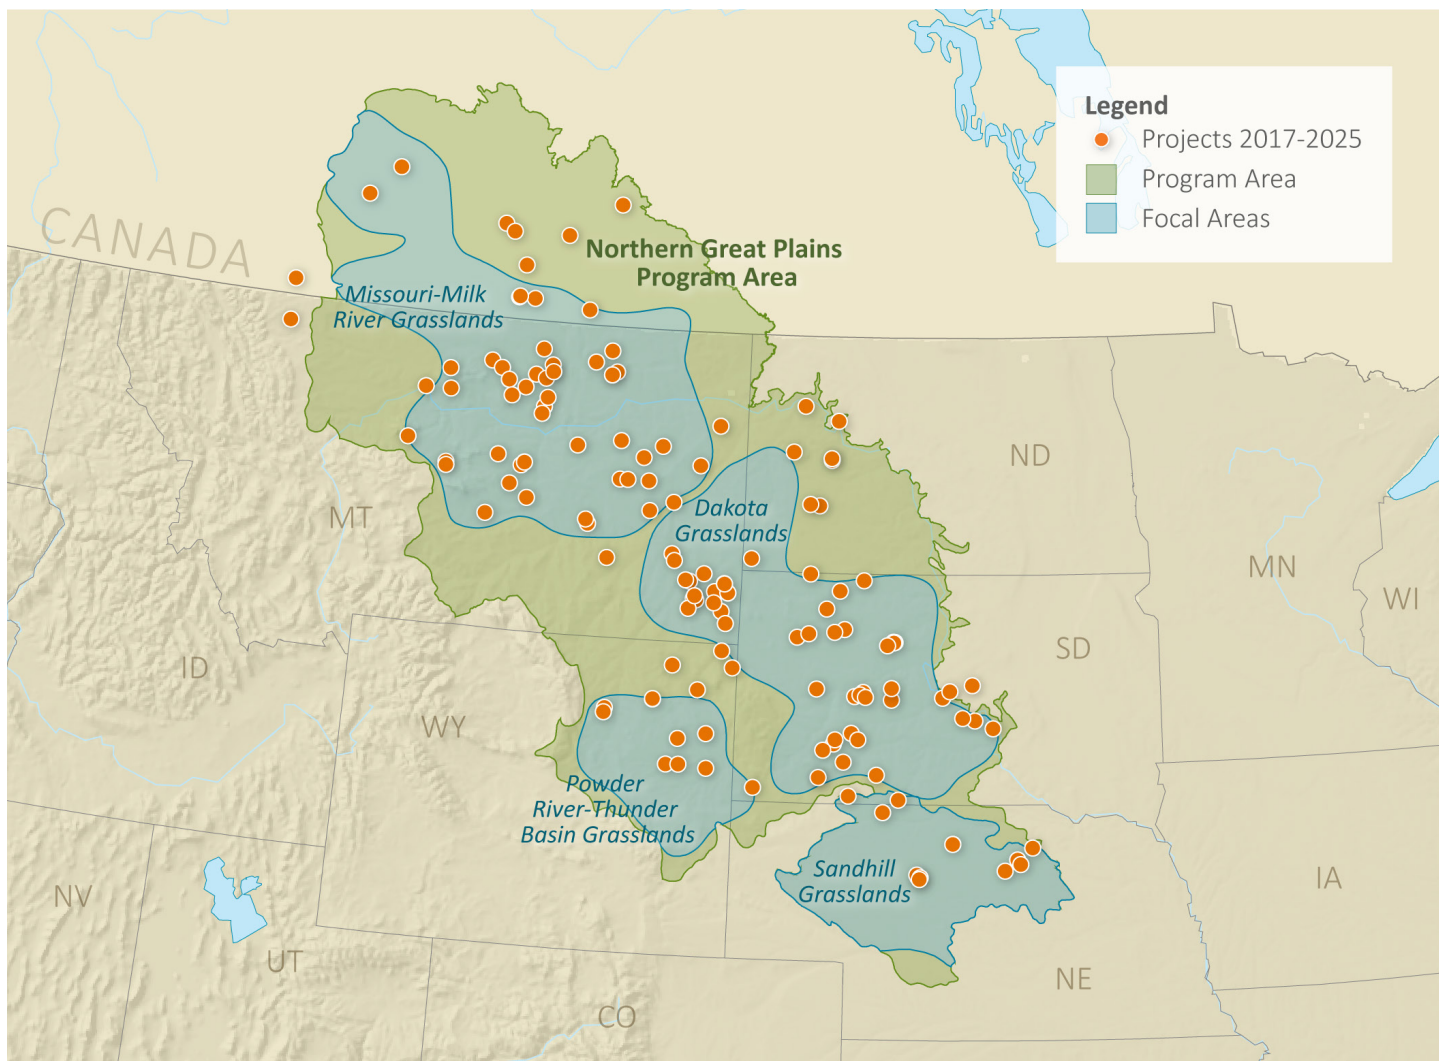 Legend
Projects 2017-2025
Program Area
Focal Areas
CANADA
Northern Great Plains
Program Area
Missouri-Milk
River Grasslands
ND
Dakota
Grasslands
MT
MN
WI
SD
ID
WY
Powder
River-Thunder
Basin Grasslands
Sandhill
Grasslands
IA
NV
UT
NE
CO